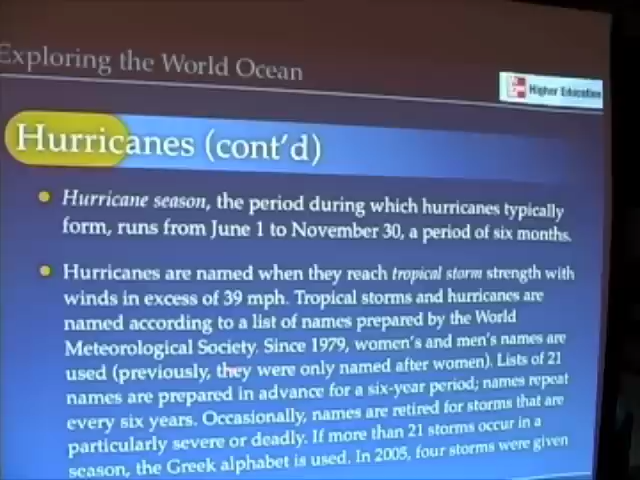 Exploring the World Ocean
Higher Education
Hurricanes (cont'd)
Hurricane season, the period during which hurricanes typically
form, runs from June 1 to November 30, a period of six months.
Hurricanes are named when they reach tropical storm strength with
winds in excess of 39 mph. Tropical storms and hurricanes are
named according to a list of names prepared by the World
Meteorological Society. Since 1979, women's and men's names are
used (previously, they were only named after women). Lists of 21
names are prepared in advance for a six-year period; names repeat
every six years. Occasionally, names are retired for storms that are
particularly severe or deadly. If more than 21 storms occur in a
season, the Greek alphabet is used. In 2005, four storms were given